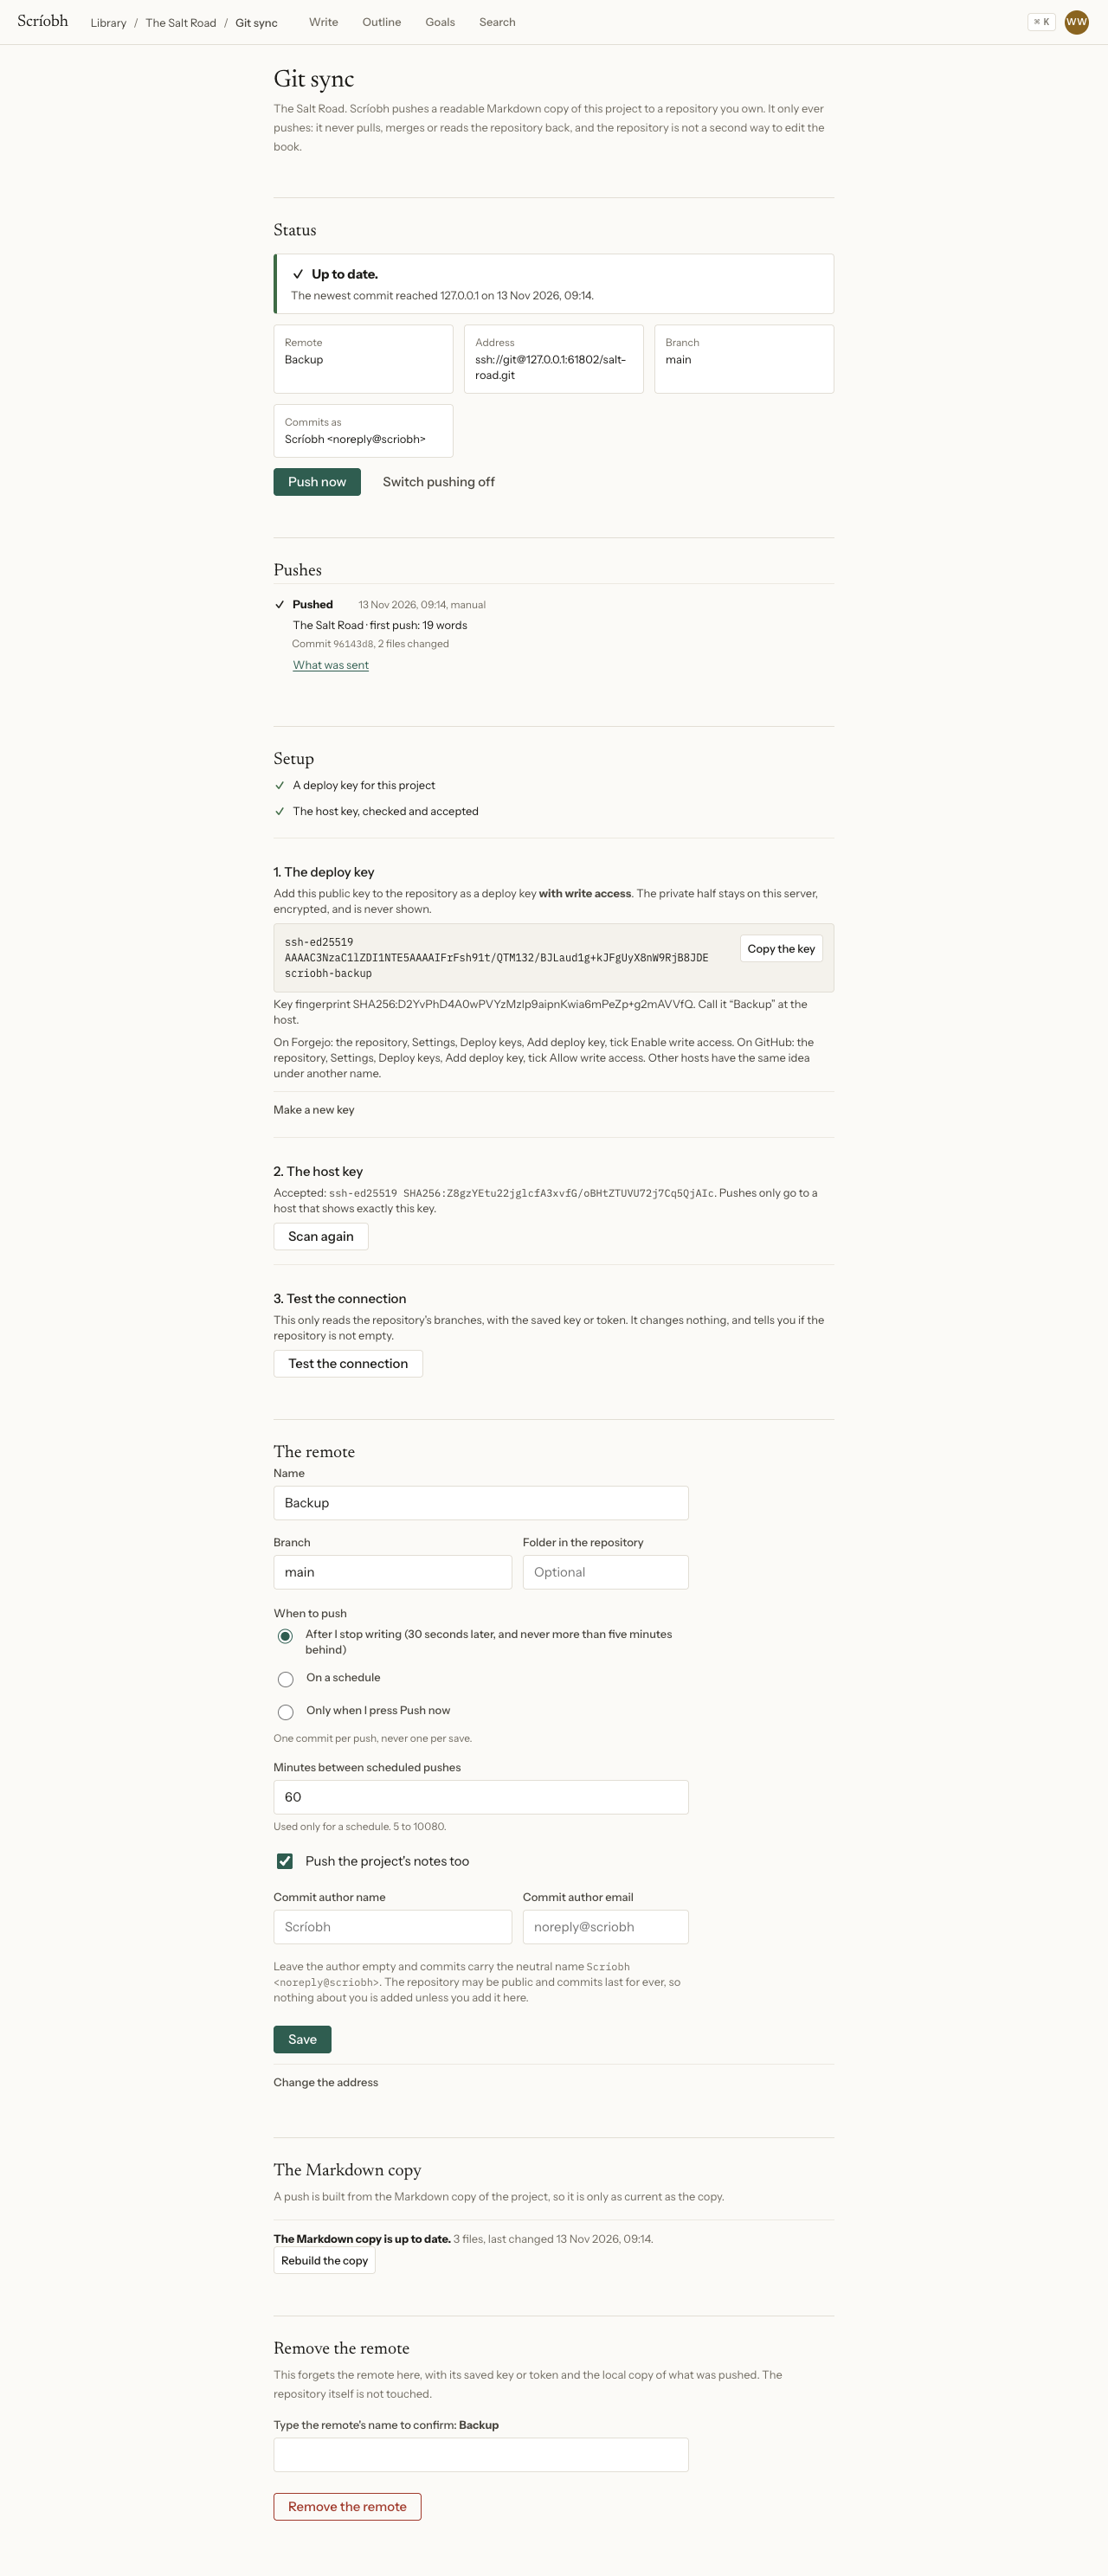 Scríobh
Library / The Salt Road / Git sync
Write
Outline
Goals
Search
⌘ K
WW
Git sync
The Salt Road. Scríobh pushes a readable Markdown copy of this project to a repository you own. It only ever
pushes: it never pulls, merges or reads the repository back, and the repository is not a second way to edit the
book.
Status
Up to date.
The newest commit reached 127.0.0.1 on 13 Nov 2026, 09:14.
Remote
Backup
Address
ssh://git@127.0.0.1:61802/salt-
road.git
Branch
main
Commits as
Scríobh <noreply@scriobh>
Push now
Switch pushing off
Pushes
Pushed
13 Nov 2026, 09:14, manual
The Salt Road · first push: 19 words
Commit 96143d8, 2 files changed
What was sent
Setup
A deploy key for this project
The host key, checked and accepted
1. The deploy key
Add this public key to the repository as a deploy key with write access. The private half stays on this server,
encrypted, and is never shown.
ssh-ed25519
AAAAC3NzaC1lZDI1NTE5AAAAIFrFsh91t/QTM132/BJLaud1g+kJFgUyX8nW9RjB8JDE
scriobh-backup
Copy the key
Key fingerprint SHA256:D2YvPhD4A0wPVYzMzlp9aipnKwia6mPeZp+g2mAVVfQ. Call it “Backup” at the
host.
On Forgejo: the repository, Settings, Deploy keys, Add deploy key, tick Enable write access. On GitHub: the
repository, Settings, Deploy keys, Add deploy key, tick Allow write access. Other hosts have the same idea
under another name.
Make a new key
2. The host key
Accepted: ssh-ed25519 SHA256:Z8gzYEtu22jglcfA3xvfG/oBHtZTUVU72j7Cq5QjAIc. Pushes only go to a
host that shows exactly this key.
Scan again
3. Test the connection
This only reads the repository’s branches, with the saved key or token. It changes nothing, and tells you if the
repository is not empty.
Test the connection
The remote
Name
Backup
Branch
Folder in the repository
main
Optional
When to push
After I stop writing (30 seconds later, and never more than five minutes
behind)
On a schedule
Only when I press Push now
One commit per push, never one per save.
Minutes between scheduled pushes
60
Used only for a schedule. 5 to 10080.
Push the project's notes too
Commit author name
Commit author email
Scríobh
noreply@scriobh
Leave the author empty and commits carry the neutral name Scríobh
<noreply@scriobh>. The repository may be public and commits last for ever, so
nothing about you is added unless you add it here.
Save
Change the address
The Markdown copy
A push is built from the Markdown copy of the project, so it is only as current as the copy.
The Markdown copy is up to date. 3 files, last changed 13 Nov 2026, 09:14.
Rebuild the copy
Remove the remote
This forgets the remote here, with its saved key or token and the local copy of what was pushed. The
repository itself is not touched.
Type the remote's name to confirm: Backup
Remove the remote